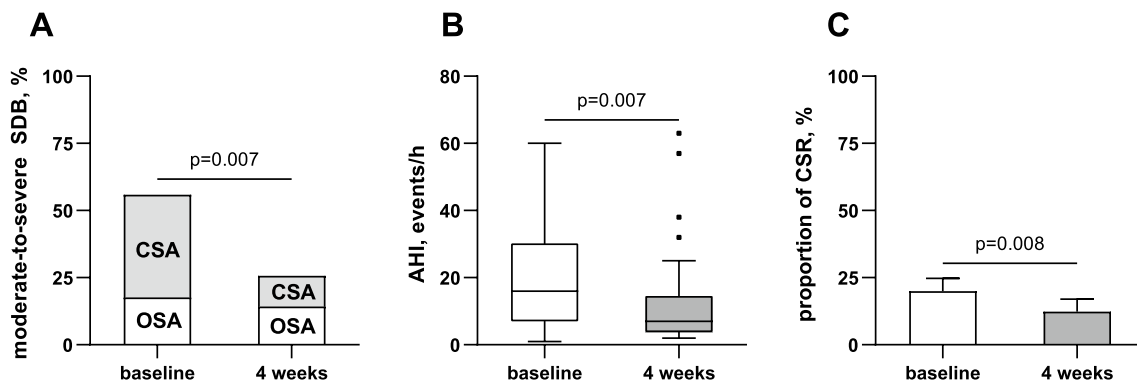 A
moderate-to-severe SDB, %
100
75
50
25
0
p=0.007
CSA
OSA
CSA
OSA
baseline
4 weeks
B
AHI, events/h
80
60
40
20
0
p=0.007
baseline
4 weeks
C
proportion of CSR, %
100
75
50
25
0
p=0.008
baseline
4 weeks